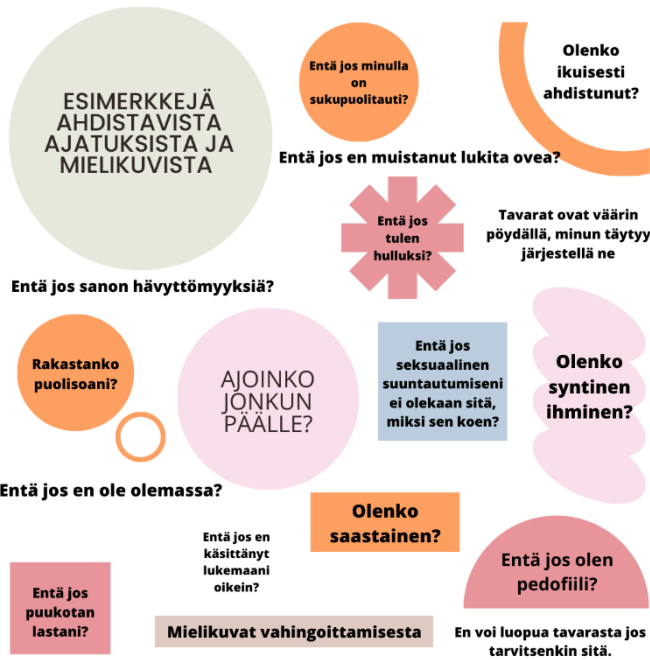 ESIMERKKEJÄ
AHDISTAVISTA
AJATUKSISTA JA
MIELIKUVISTA
Entä jos minulla
on
sukupuolitauti?
Olenko
ikuisesti
ahdistunut?
Entä jos en muistanut lukita ovea?
Entä jos
tulen
hulluksi?
Tavarat ovat väärin
pöydällä, minun täytyy
järjestellä ne
Entä jos sanon hävyttömyyksiä?
Rakastanko
puolisoani?
AJOINKO
JONKUN
PÄÄLLE?
Entä jos
seksuaalinen
suuntautumiseni
ei olekaan sitä,
miksi sen koen?
Olenko
syntinen
ihminen?
Entä jos en ole olemassa?
Olenko
saastainen?
Entä jos en
käsittänyt
lukemaani
oikein?
Entä jos olen
pedofiili?
Entä jos
puukotan
lastani?
Mielikuvat vahingoittamisesta
En voi luopua tavarasta jos
tarvitsenkin sitä.